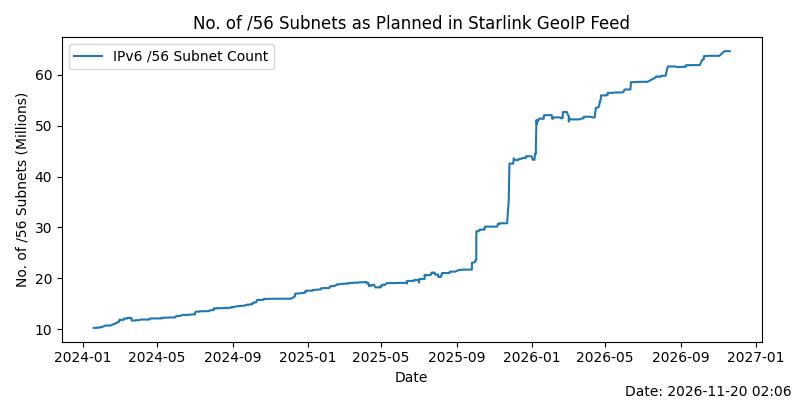 No. of /56 Subnets as Planned in Starlink GeoIP Feed
IPv6 /56 Subnet Count
No. of /56 Subnets (Millions)
60
50
40
30
20
10
2024-01 2024-05 2024-09 2025-01 2025-05 2025-09 2026-01 2026-05 2026-09 2027-01
Date
Date: 2026-11-20 02:06